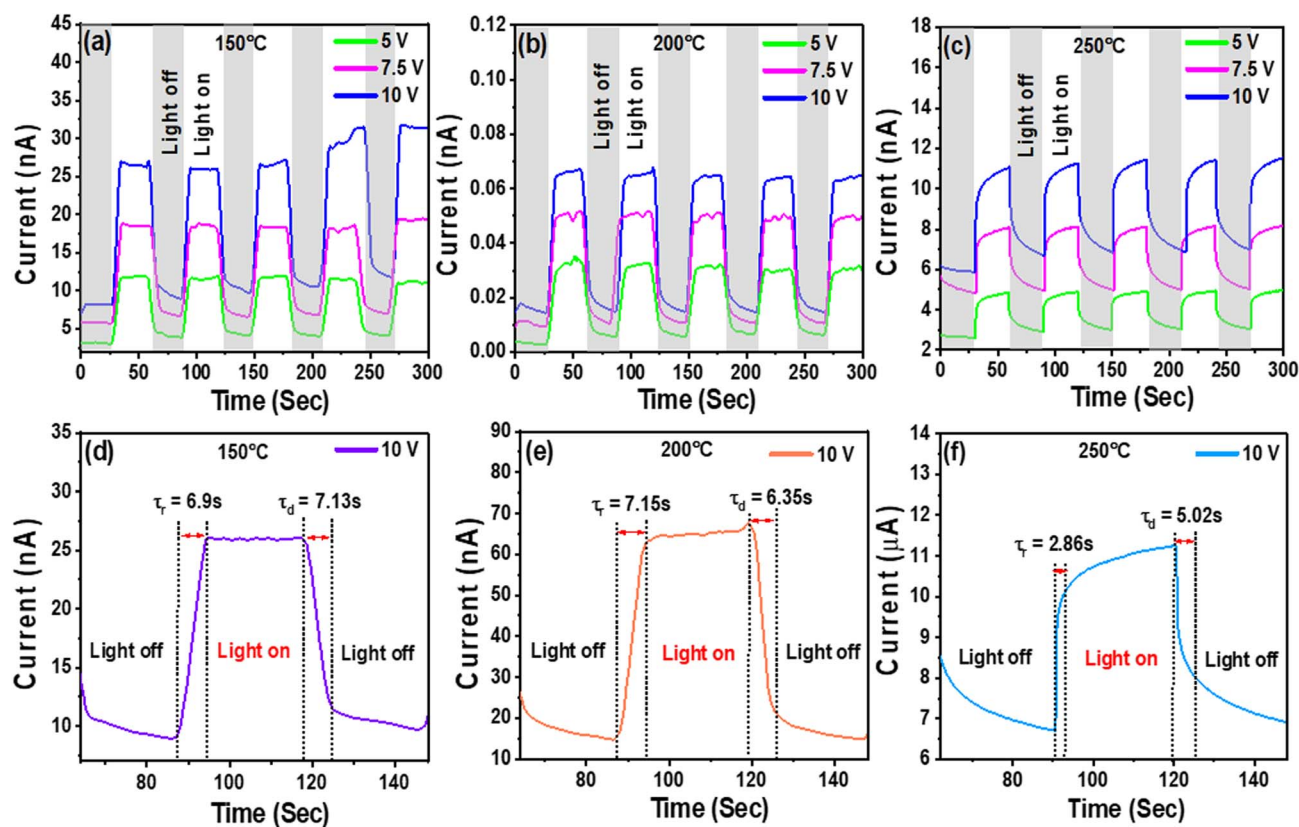 (a) 150°C
5 V
7.5 V
10 V
Light off
Light on
Current (nA)
45
40
35
30
25
20
15
10
5
0 50 100 150 200 250 300
Time (Sec)
(b) 200°C
5 V
7.5 V
10 V
Light off
Light on
Current (nA)
0.12
0.10
0.08
0.06
0.04
0.02
0.00
0 50 100 150 200 250 300
Time (Sec)
(c) 250°C
5 V
7.5 V
10 V
Light off
Light on
Current (nA)
18
16
14
12
10
8
6
4
2
0 50 100 150 200 250 300
Time (Sec)
(d) 150°C
10 V
τr = 6.9s
τd = 7.13s
Light off
Light on
Light off
Current (nA)
35
30
25
20
15
10
80 100 120 140
Time (Sec)
(e) 200°C
10 V
τr = 7.15s
τd = 6.35s
Light off
Light on
Light off
Current (nA)
90
80
70
60
50
40
30
20
10
80 100 120 140
Time (Sec)
(f) 250°C
10 V
τd = 5.02s
τr = 2.86s
Light off
Light on
Light off
Current (μA)
14
13
12
11
10
9
8
7
6
80 100 120 140
Time (Sec)